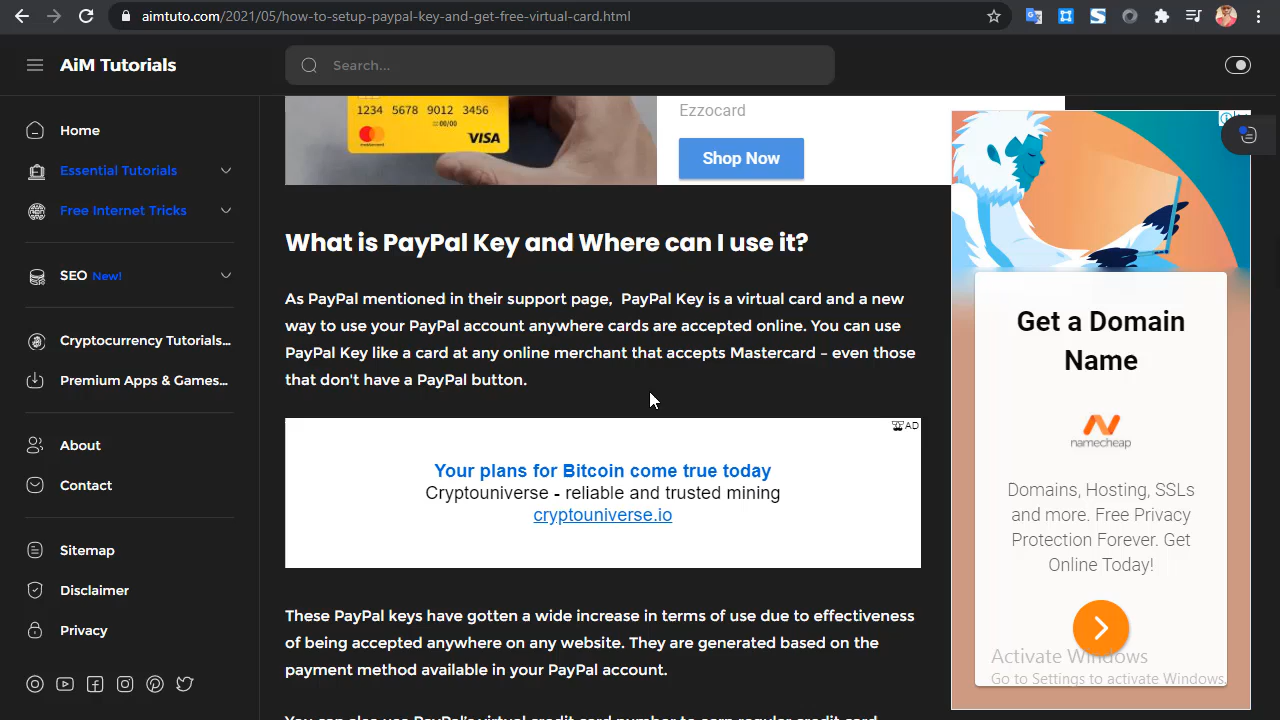 aimtuto.com/2021/05/how-to-setup-paypal-key-and-get-free-virtual-card.html
AiM Tutorials
Search...
Home
Essential Tutorials
Free Internet Tricks
SEO New!
Cryptocurrency Tutorials...
Premium Apps & Games...
About
Contact
Sitemap
Disclaimer
Privacy
1234 5678 9012 3456
00/00
VISA
Ezzocard
Shop Now
What is PayPal Key and Where can I use it?
As PayPal mentioned in their support page,  PayPal Key is a virtual card and a new
way to use your PayPal account anywhere cards are accepted online. You can use
PayPal Key like a card at any online merchant that accepts Mastercard – even those
that don't have a PayPal button.
AD
Your plans for Bitcoin come true today
Cryptouniverse - reliable and trusted mining
cryptouniverse.io
These PayPal keys have gotten a wide increase in terms of use due to effectiveness
of being accepted anywhere on any website. They are generated based on the
payment method available in your PayPal account.
Get a Domain
Name
namecheap
Domains, Hosting, SSLs
and more. Free Privacy
Protection Forever. Get
Online Today!
Activate Windows
Go to Settings to activate Windows.